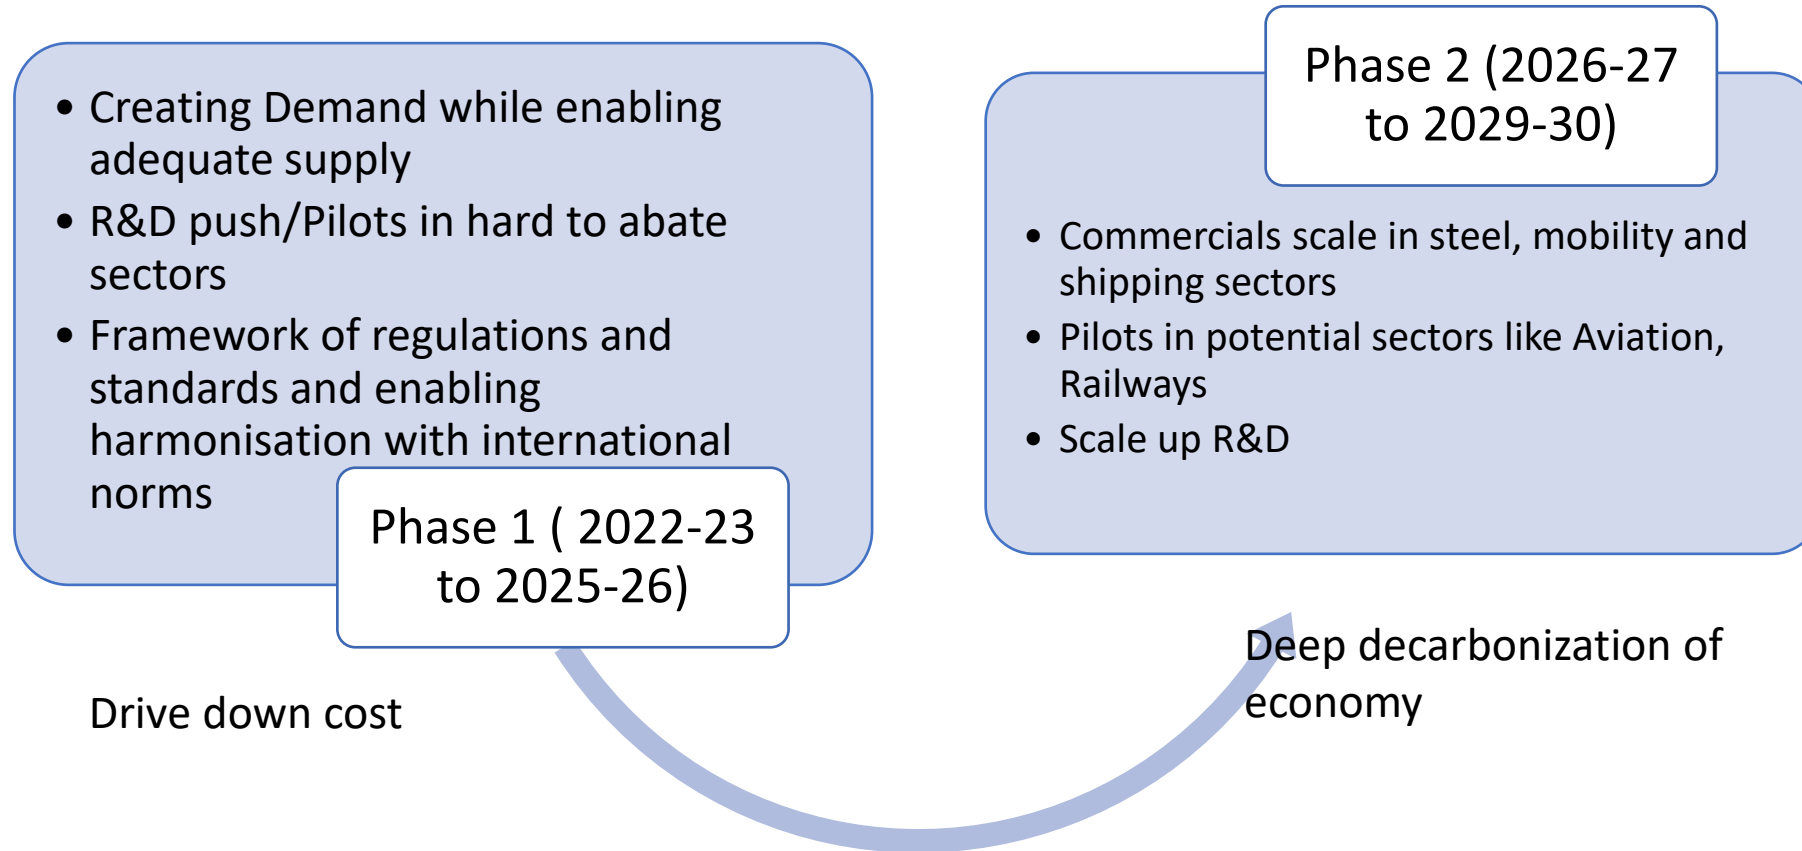 • Creating Demand while enabling
adequate supply
• R&D push/Pilots in hard to abate
sectors
• Framework of regulations and
standards and enabling
harmonisation with international
norms
Phase 1 ( 2022-23
to 2025-26)
Drive down cost
Phase 2 (2026-27
to 2029-30)
• Commercials scale in steel, mobility and
shipping sectors
• Pilots in potential sectors like Aviation,
Railways
• Scale up R&D
Deep decarbonization of
economy